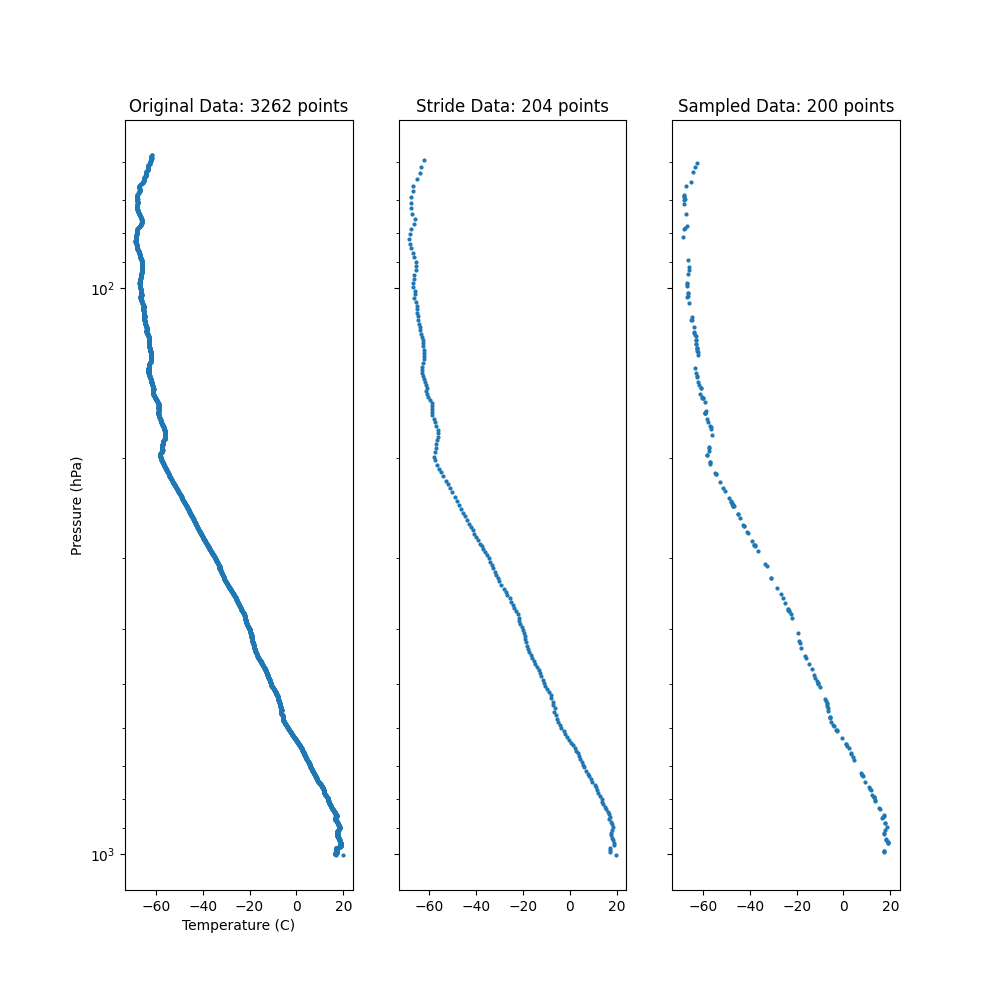 Original Data: 3262 points
Stride Data: 204 points
Sampled Data: 200 points
10²
10³
Pressure (hPa)
−60 −40 −20 0 20
−60 −40 −20 0 20
−60 −40 −20 0 20
Temperature (C)